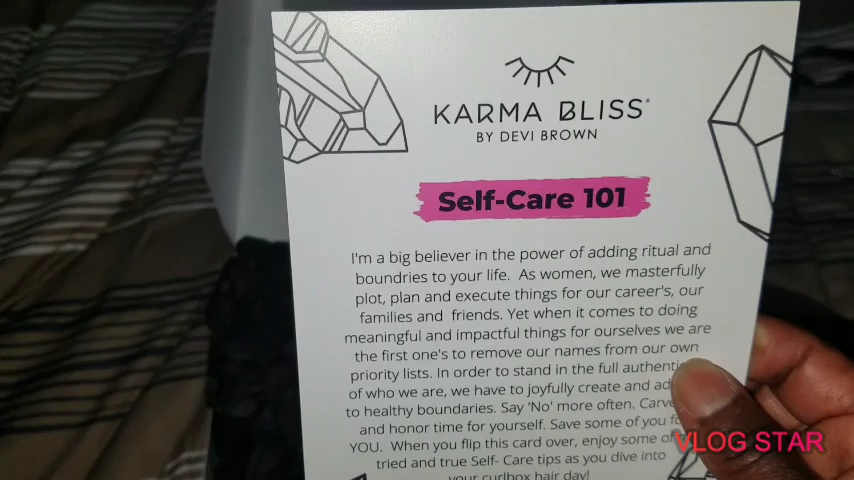 KARMA BLISS
BY DEVI BROWN
Self-Care 101
I'm a big believer in the power of adding ritual and
boundries to your life. As women, we masterfully
plot, plan and execute things for our career's, our
families and friends. Yet when it comes to doing
meaningful and impactful things for ourselves we are
the first one's to remove our names from our own
priority lists. In order to stand in the full
of who we are, we have to joyfully create and
to healthy boundaries. Say 'No' more often.
and honor time for yourself. Save some of you
YOU. When you flip this card over, enjoy some of
tried and true Self- Care tips as you dive into
your curlbox hair day!
VLOG STAR